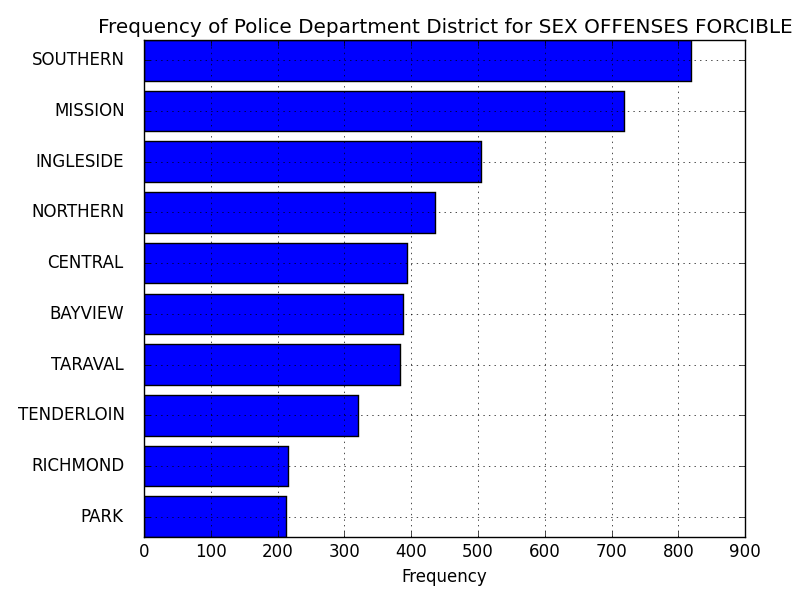 Frequency of Police Department District for SEX OFFENSES FORCIBLE
SOUTHERN
MISSION
INGLESIDE
NORTHERN
CENTRAL
BAYVIEW
TARAVAL
TENDERLOIN
RICHMOND
PARK
0 100 200 300 400 500 600 700 800 900
Frequency